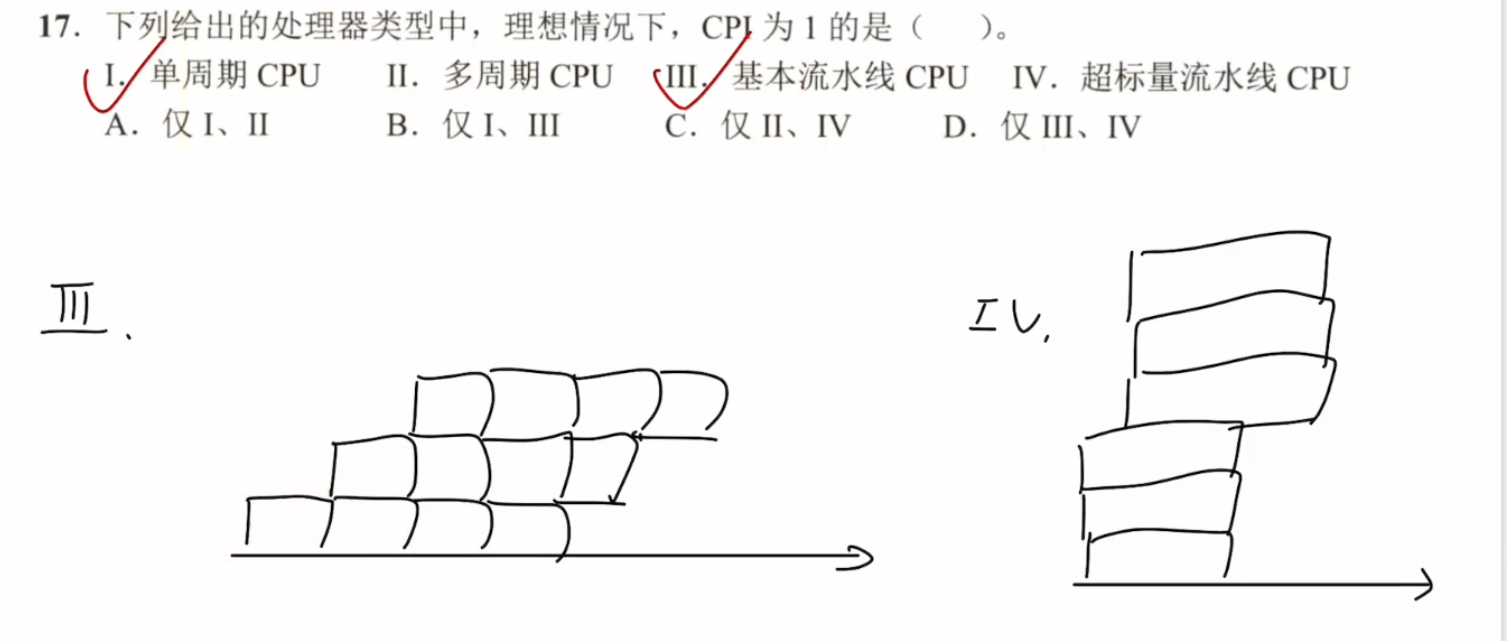 17. 下列给出的处理器类型中，理想情况下，CPI 为 1 的是（ ）。
I. 单周期 CPU II. 多周期 CPU III. 基本流水线 CPU IV. 超标量流水线 CPU
A. 仅 I、II B. 仅 I、III C. 仅 II、IV D. 仅 III、IV
III.
IV.